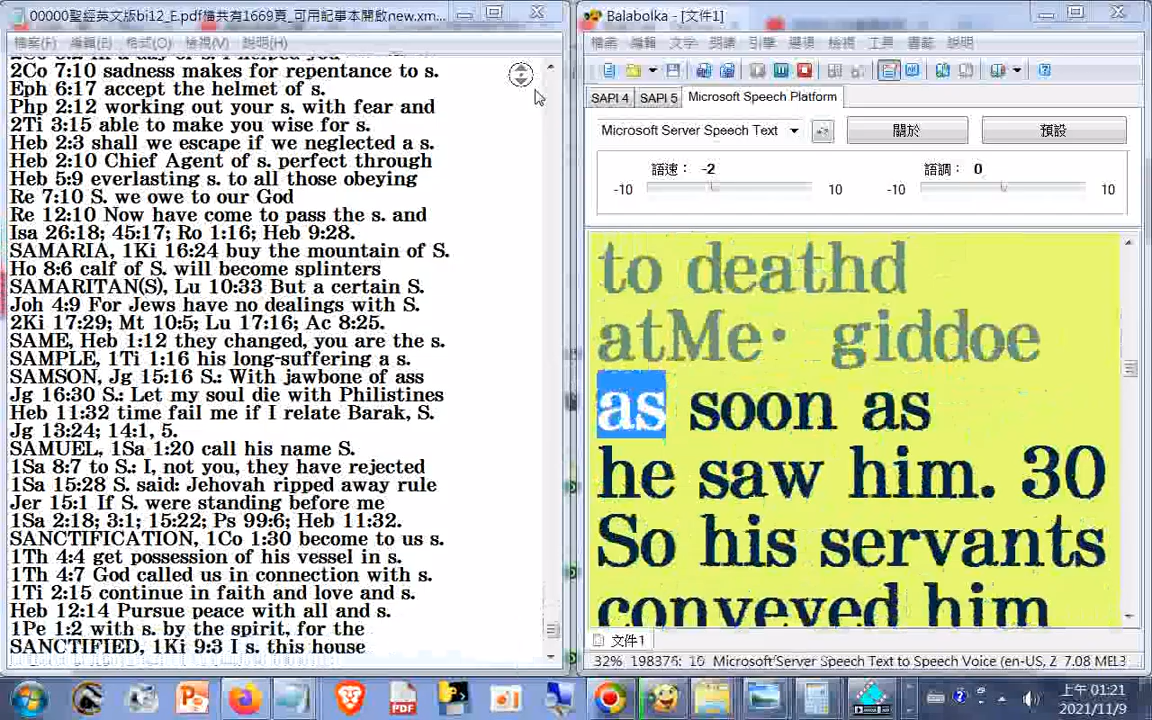 00000聖經英文版bi12_E.pdf檔共有1669頁_可用記事本開啟new.xm...
檔案(F) 編輯(E) 格式(O) 檢視(V) 說明(H)
2Co 7:10 sadness makes for repentance to s.
Eph 6:17 accept the helmet of s.
Php 2:12 working out your s. with fear and
2Ti 3:15 able to make you wise for s.
Heb 2:3 shall we escape if we neglected a s.
Heb 2:10 Chief Agent of s. perfect through
Heb 5:9 everlasting s. to all those obeying
Re 7:10 S. we owe to our God
Re 12:10 Now have come to pass the s. and
Isa 26:18; 45:17; Ro 1:16; Heb 9:28.
SAMARIA, 1Ki 16:24 buy the mountain of S.
Ho 8:6 calf of S. will become splinters
SAMARITAN(S), Lu 10:33 But a certain S.
Joh 4:9 For Jews have no dealings with S.
2Ki 17:29; Mt 10:5; Lu 17:16; Ac 8:25.
SAME, Heb 1:12 they changed, you are the s.
SAMPLE, 1Ti 1:16 his long-suffering a s.
SAMSON, Jg 15:16 S.: With jawbone of ass
Jg 16:30 S.: Let my soul die with Philistines
Heb 11:32 time fail me if I relate Barak, S.
Jg 13:24; 14:1, 5.
SAMUEL, 1Sa 1:20 call his name S.
1Sa 8:7 to S.: I, not you, they have rejected
1Sa 15:28 S. said: Jehovah ripped away rule
Jer 15:1 If S. were standing before me
1Sa 2:18; 3:1; 15:22; Ps 99:6; Heb 11:32.
SANCTIFICATION, 1Co 1:30 become to us s.
1Th 4:4 get possession of his vessel in s.
1Th 4:7 God called us in connection with s.
1Ti 2:15 continue in faith and love and s.
Heb 12:14 Pursue peace with all and s.
1Pe 1:2 with s. by the spirit, for the
SANCTIFIED, 1Ki 9:3 I s. this house
Balabolka - [文件1]
檔案 編輯 文字 朗讀 引擎 選項 檢視 工具 書籤 說明
SAPI 4 SAPI 5 Microsoft Speech Platform
Microsoft Server Speech Text 關於 預設
語速： -2 語調： 0
-10 10 -10 10
to deathd
atMe· giddoe
as soon as
he saw him. 30
So his servants
conveyed him
文件1
32% 198376: 10 Microsoft Server Speech Text to Speech Voice (en-US, Z 7.08
PDF
上午 01:21
2021/11/9